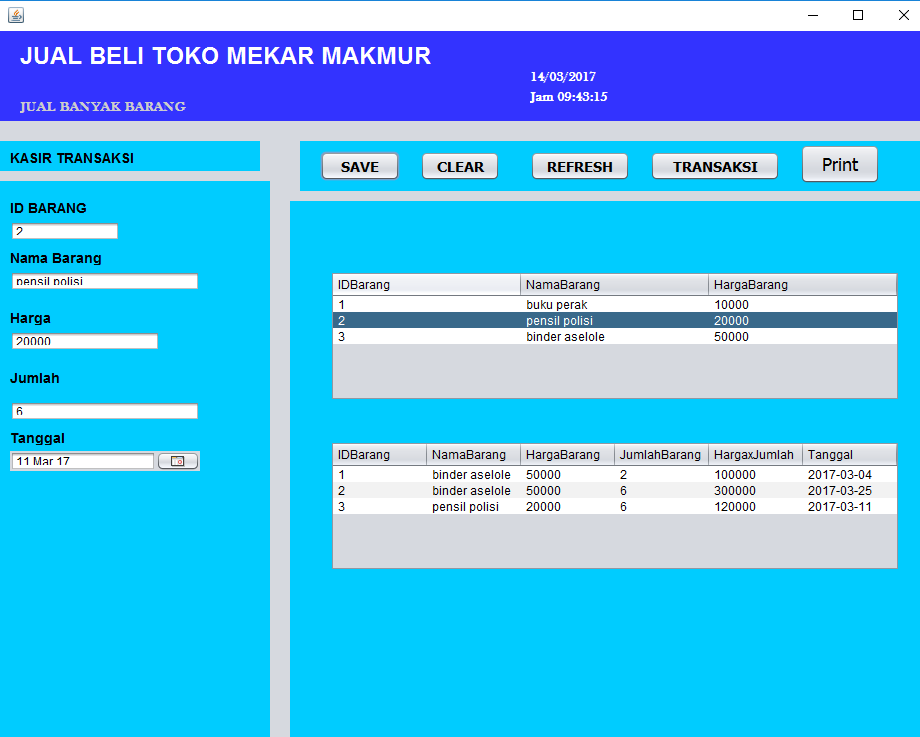 JUAL BELI TOKO MEKAR MAKMUR
14/03/2017
JUAL BANYAK BARANG
Jam 09:43:15
KASIR TRANSAKSI
SAVE CLEAR REFRESH TRANSAKSI Print
ID BARANG
2
Nama Barang
pensil polisi
Harga
20000
Jumlah
6
Tanggal
11 Mar 17
IDBarang NamaBarang HargaBarang
1 buku perak 10000
2 pensil polisi 20000
3 binder aselole 50000
IDBarang NamaBarang HargaBarang JumlahBarang HargaxJumlah Tanggal
1 binder aselole 50000 2 100000 2017-03-04
2 binder aselole 50000 6 300000 2017-03-25
3 pensil polisi 20000 6 120000 2017-03-11